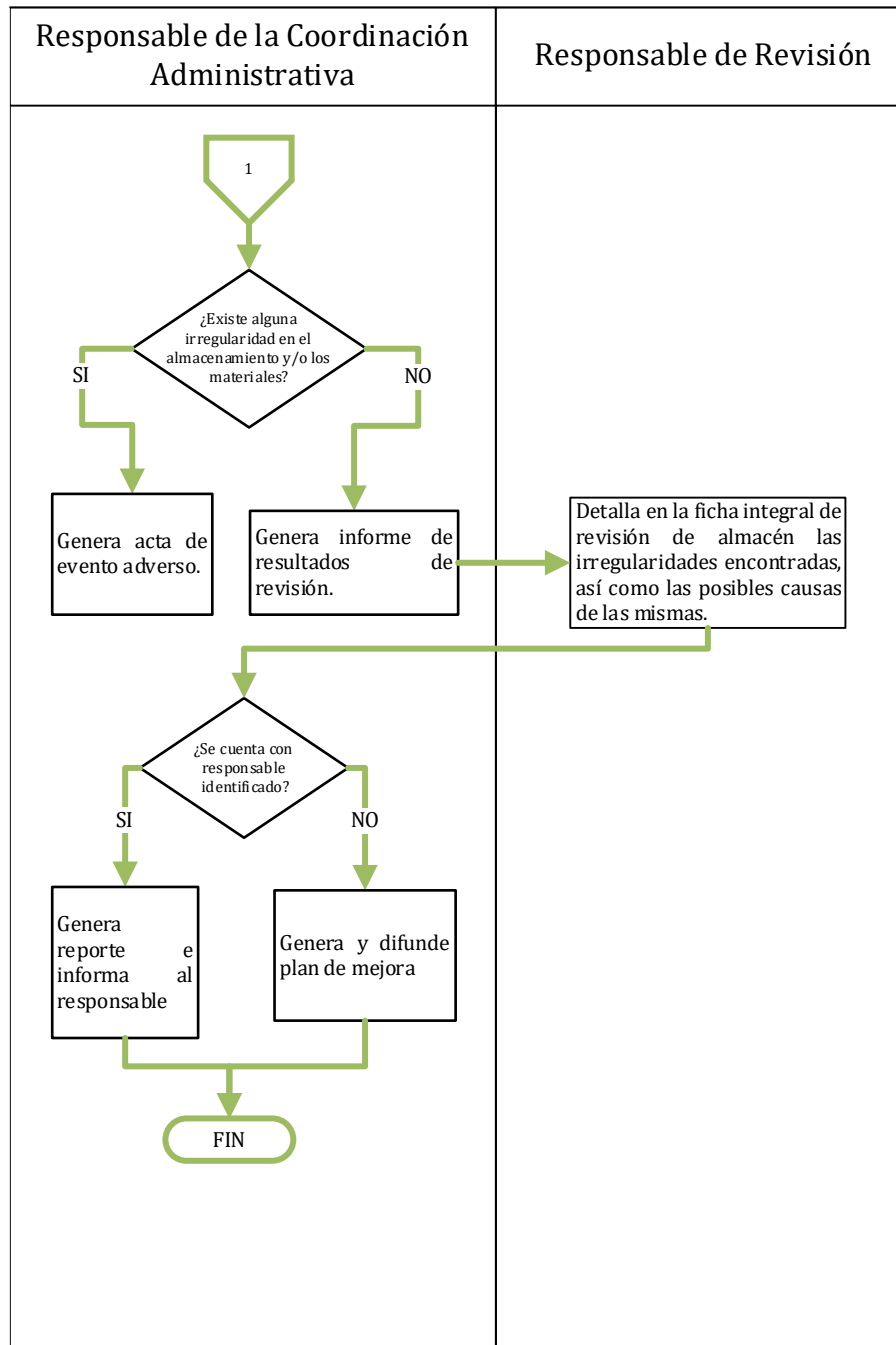 Responsable de la Coordinación
Administrativa
Responsable de Revisión
1
¿Existe alguna
irregularidad en el
almacenamiento y/o los
materiales?
SI
NO
Genera acta de
evento adverso.
Genera informe de
resultados de
revisión.
Detalla en la ficha integral de
revisión de almacén las
irregularidades encontradas,
así como las posibles causas
de las mismas.
¿Se cuenta con
responsable
identificado?
SI
NO
Genera
reporte e
informa al
responsable
Genera y difunde
plan de mejora
FIN